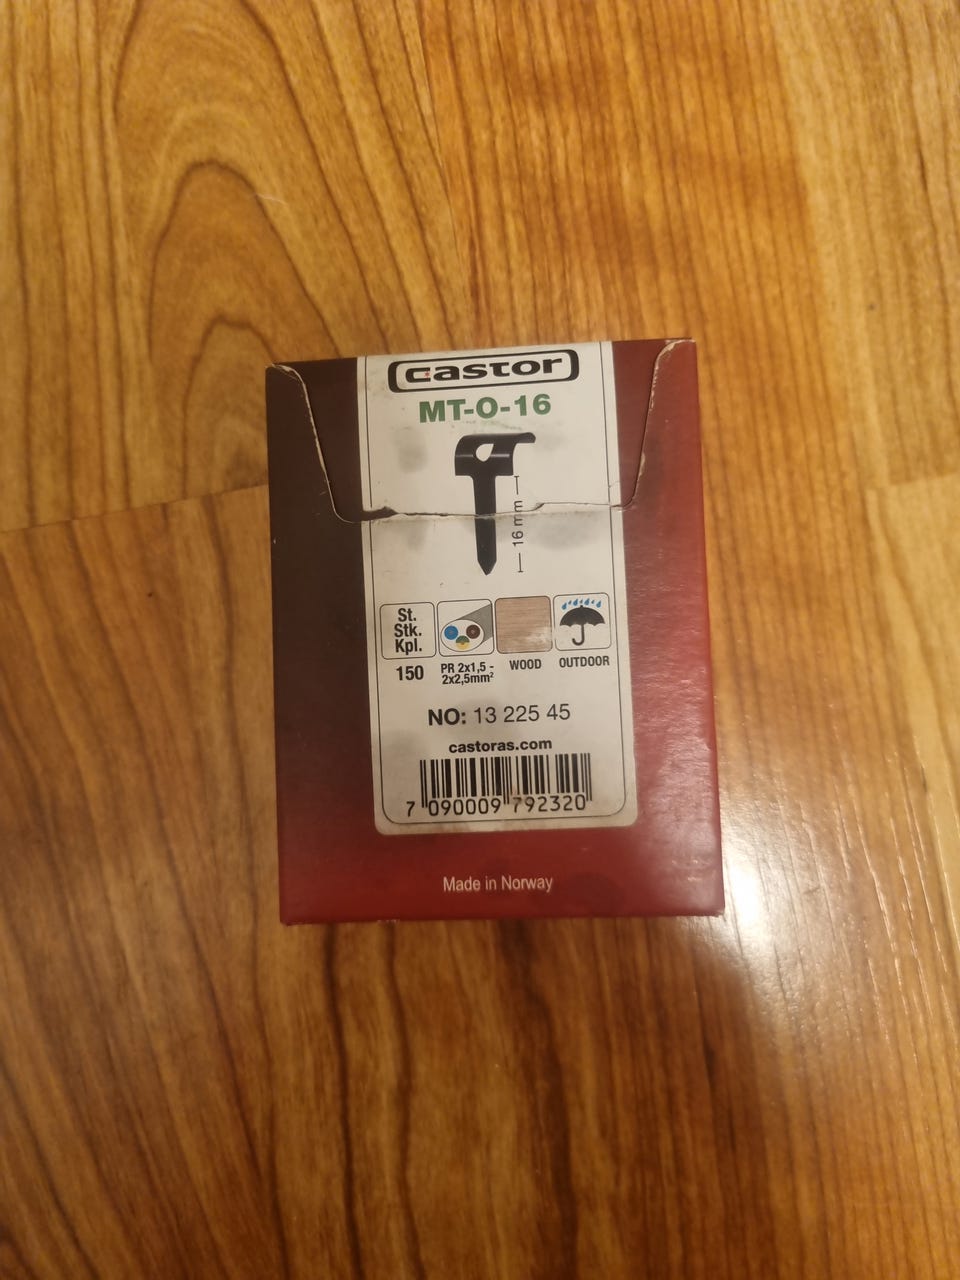 castor
MT-O-16
16 mm
St.
Stk.
Kpl.
150
PR 2x1,5 -
2x2,5mm²
WOOD
OUTDOOR
NO: 13 225 45
castoras.com
7 090009 792320
Made in Norway